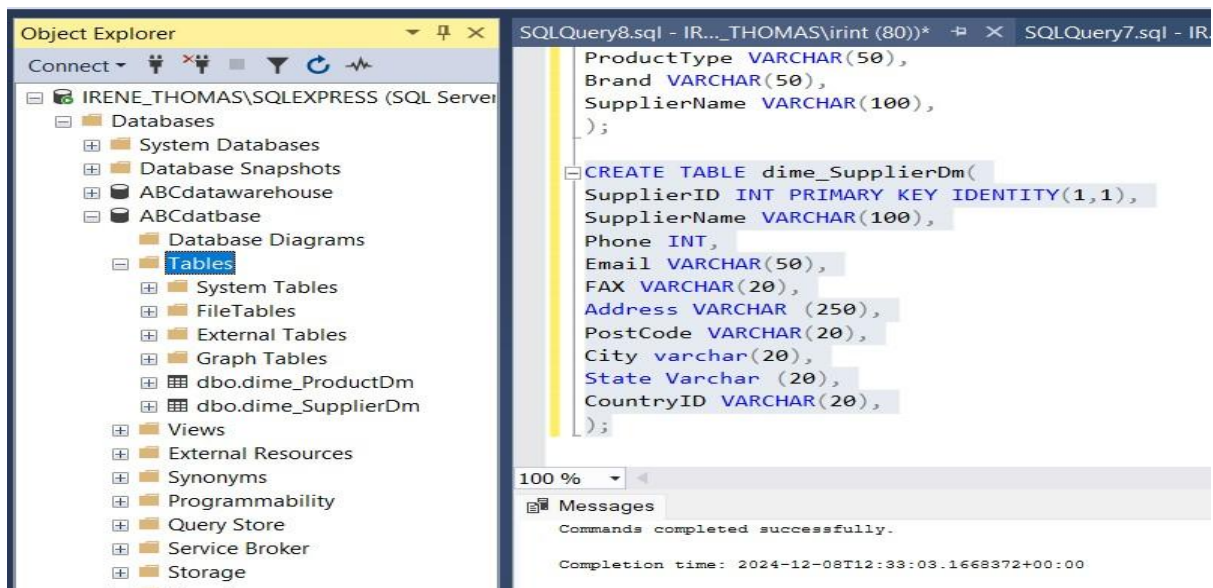 Object Explorer
Connect
IRENE_THOMAS\SQLEXPRESS (SQL Server
Databases
System Databases
Database Snapshots
ABCdatawarehouse
ABCdatbase
Database Diagrams
Tables
System Tables
FileTables
External Tables
Graph Tables
dbo.dime_ProductDm
dbo.dime_SupplierDm
Views
External Resources
Synonyms
Programmability
Query Store
Service Broker
Storage
SQLQuery8.sql - IR..._THOMAS\irint (80))* SQLQuery7.sql - IR.
ProductType VARCHAR(50),
Brand VARCHAR(50),
SupplierName VARCHAR(100),
);
CREATE TABLE dime_SupplierDm(
SupplierID INT PRIMARY KEY IDENTITY(1,1),
SupplierName VARCHAR(100),
Phone INT,
Email VARCHAR(50),
FAX VARCHAR(20),
Address VARCHAR (250),
PostCode VARCHAR(20),
City varchar(20),
State Varchar (20),
CountryID VARCHAR(20),
);
100 %
Messages
Commands completed successfully.
Completion time: 2024-12-08T12:33:03.1668372+00:00